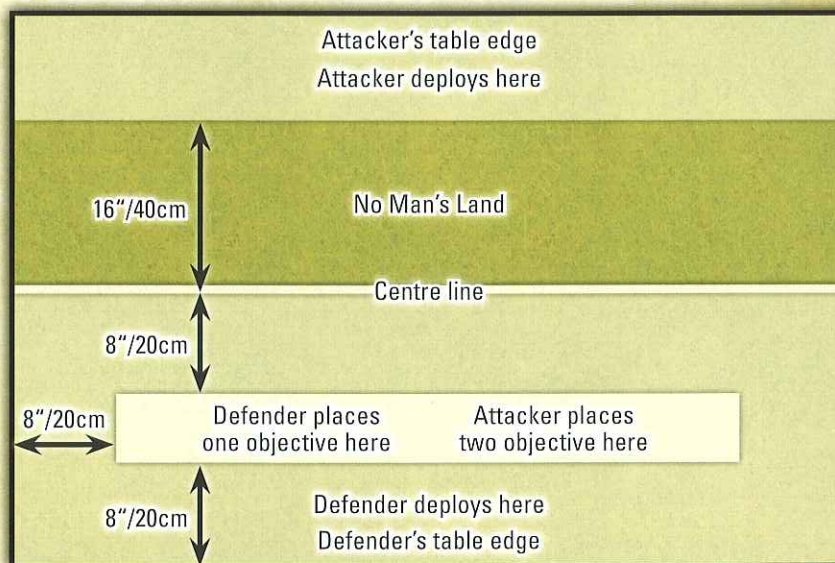 Attacker's table edge
Attacker deploys here
16“/40cm
No Man's Land
Centre line
8“/20cm
8“/20cm
Defender places
one objective here
Attacker places
two objective here
8“/20cm
Defender deploys here
Defender's table edge